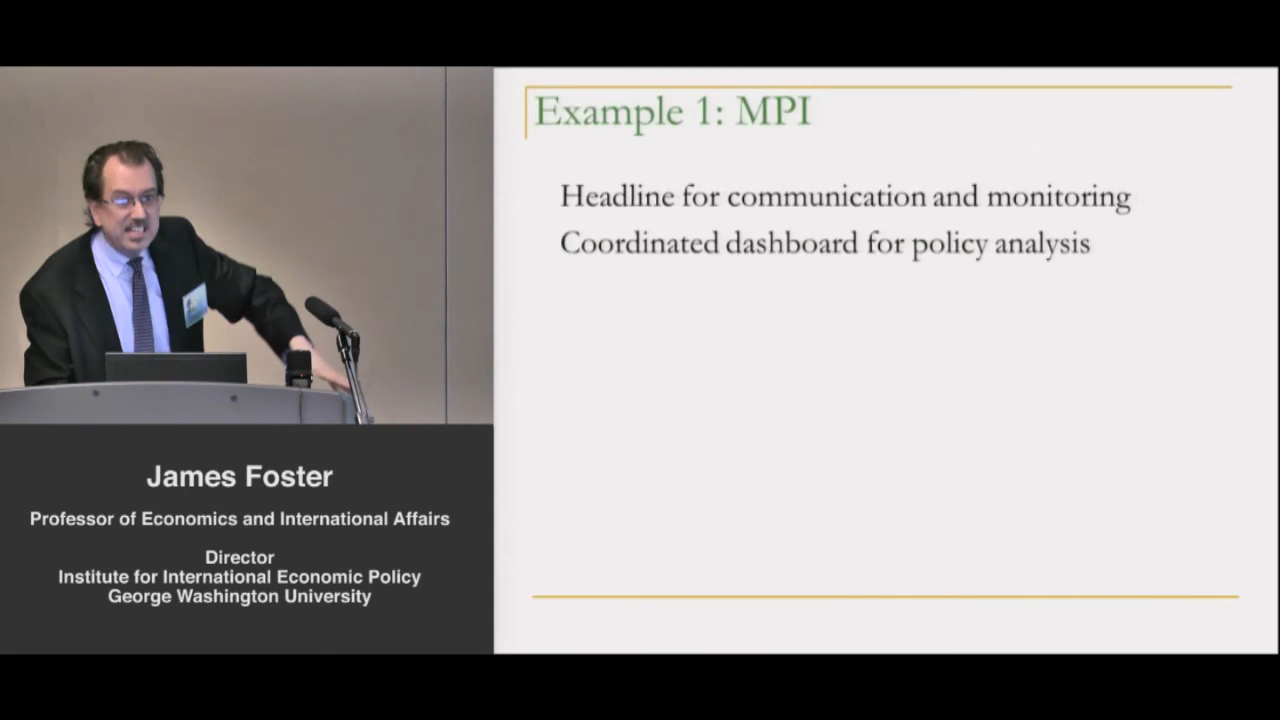 Example 1: MPI
Headline for communication and monitoring
Coordinated dashboard for policy analysis
James Foster
Professor of Economics and International Affairs
Director
Institute for International Economic Policy
George Washington University